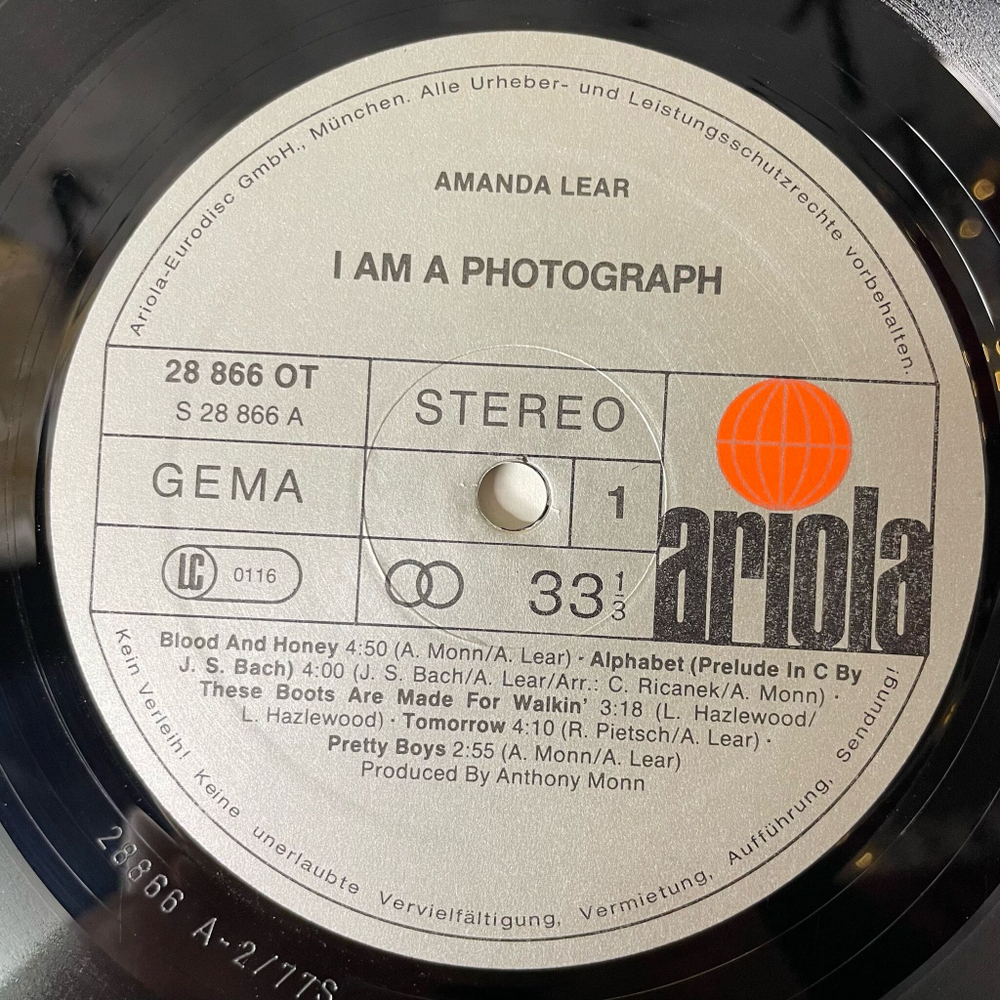 Ariola-Eurodisc GmbH., München. Alle Urheber- und Leistungsschutzrechte vorbehalten.
AMANDA LEAR
I AM A PHOTOGRAPH
28 866 OT
S 28 866 A
STEREO
GEMA
1
LC 0116
33 1/3
ariola
Blood And Honey 4:50 (A. Monn/A. Lear) · Alphabet (Prelude In C By
J. S. Bach) 4:00 (J. S. Bach/A. Lear/Arr.: C. Ricanek/A. Monn) ·
These Boots Are Made For Walkin' 3:18 (L. Hazlewood/
L. Hazlewood) · Tomorrow 4:10 (R. Pietsch/A. Lear) ·
Pretty Boys 2:55 (A. Monn/A. Lear)
Produced By Anthony Monn
Kein Verleih! Keine unerlaubte Vervielfältigung, Vermietung, Aufführung, Sendung!
28866 A-2/77S